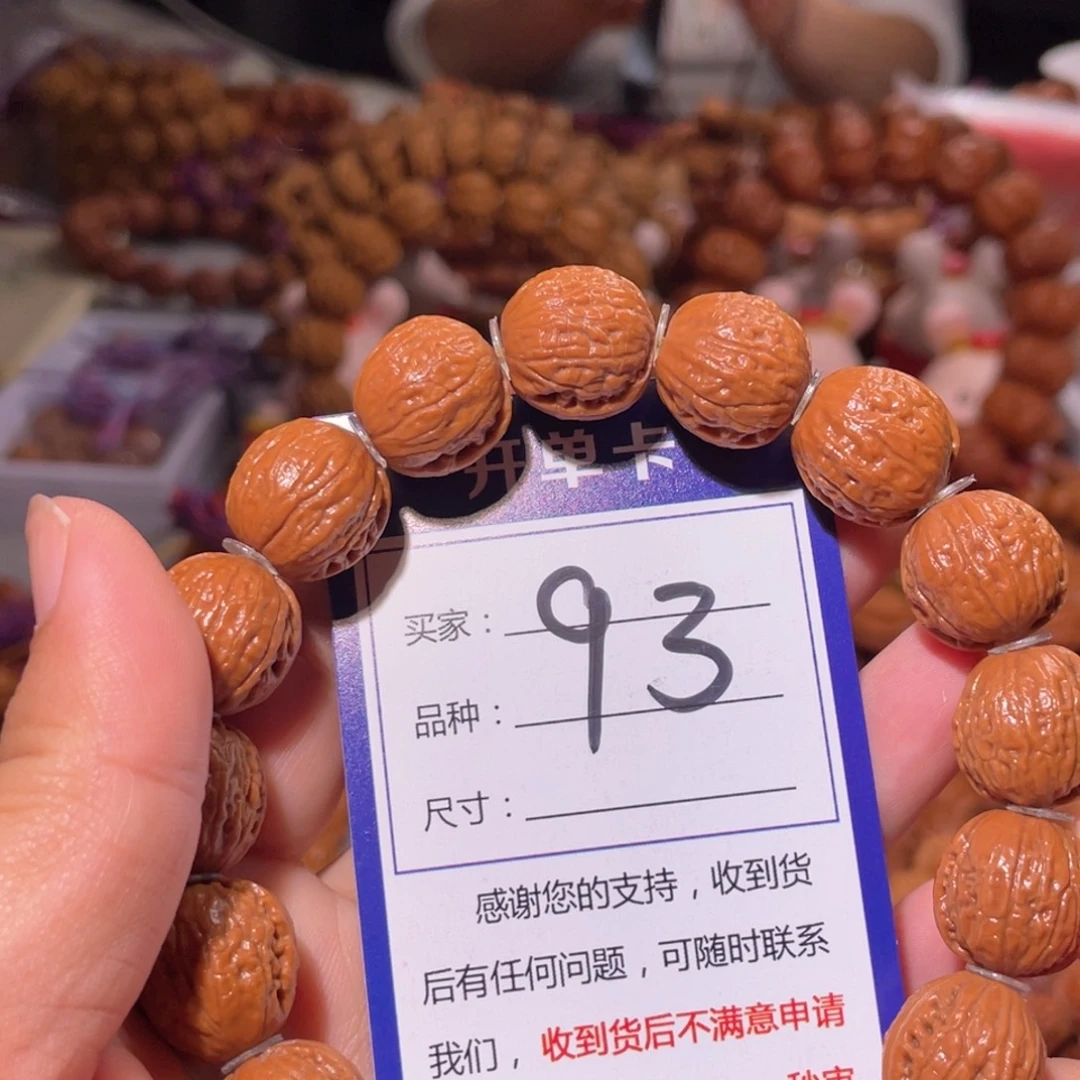 开单卡
买家：93
品种：
尺寸：
感谢您的支持，收到货
后有任何问题，可随时联系
我们，收到货后不满意申请